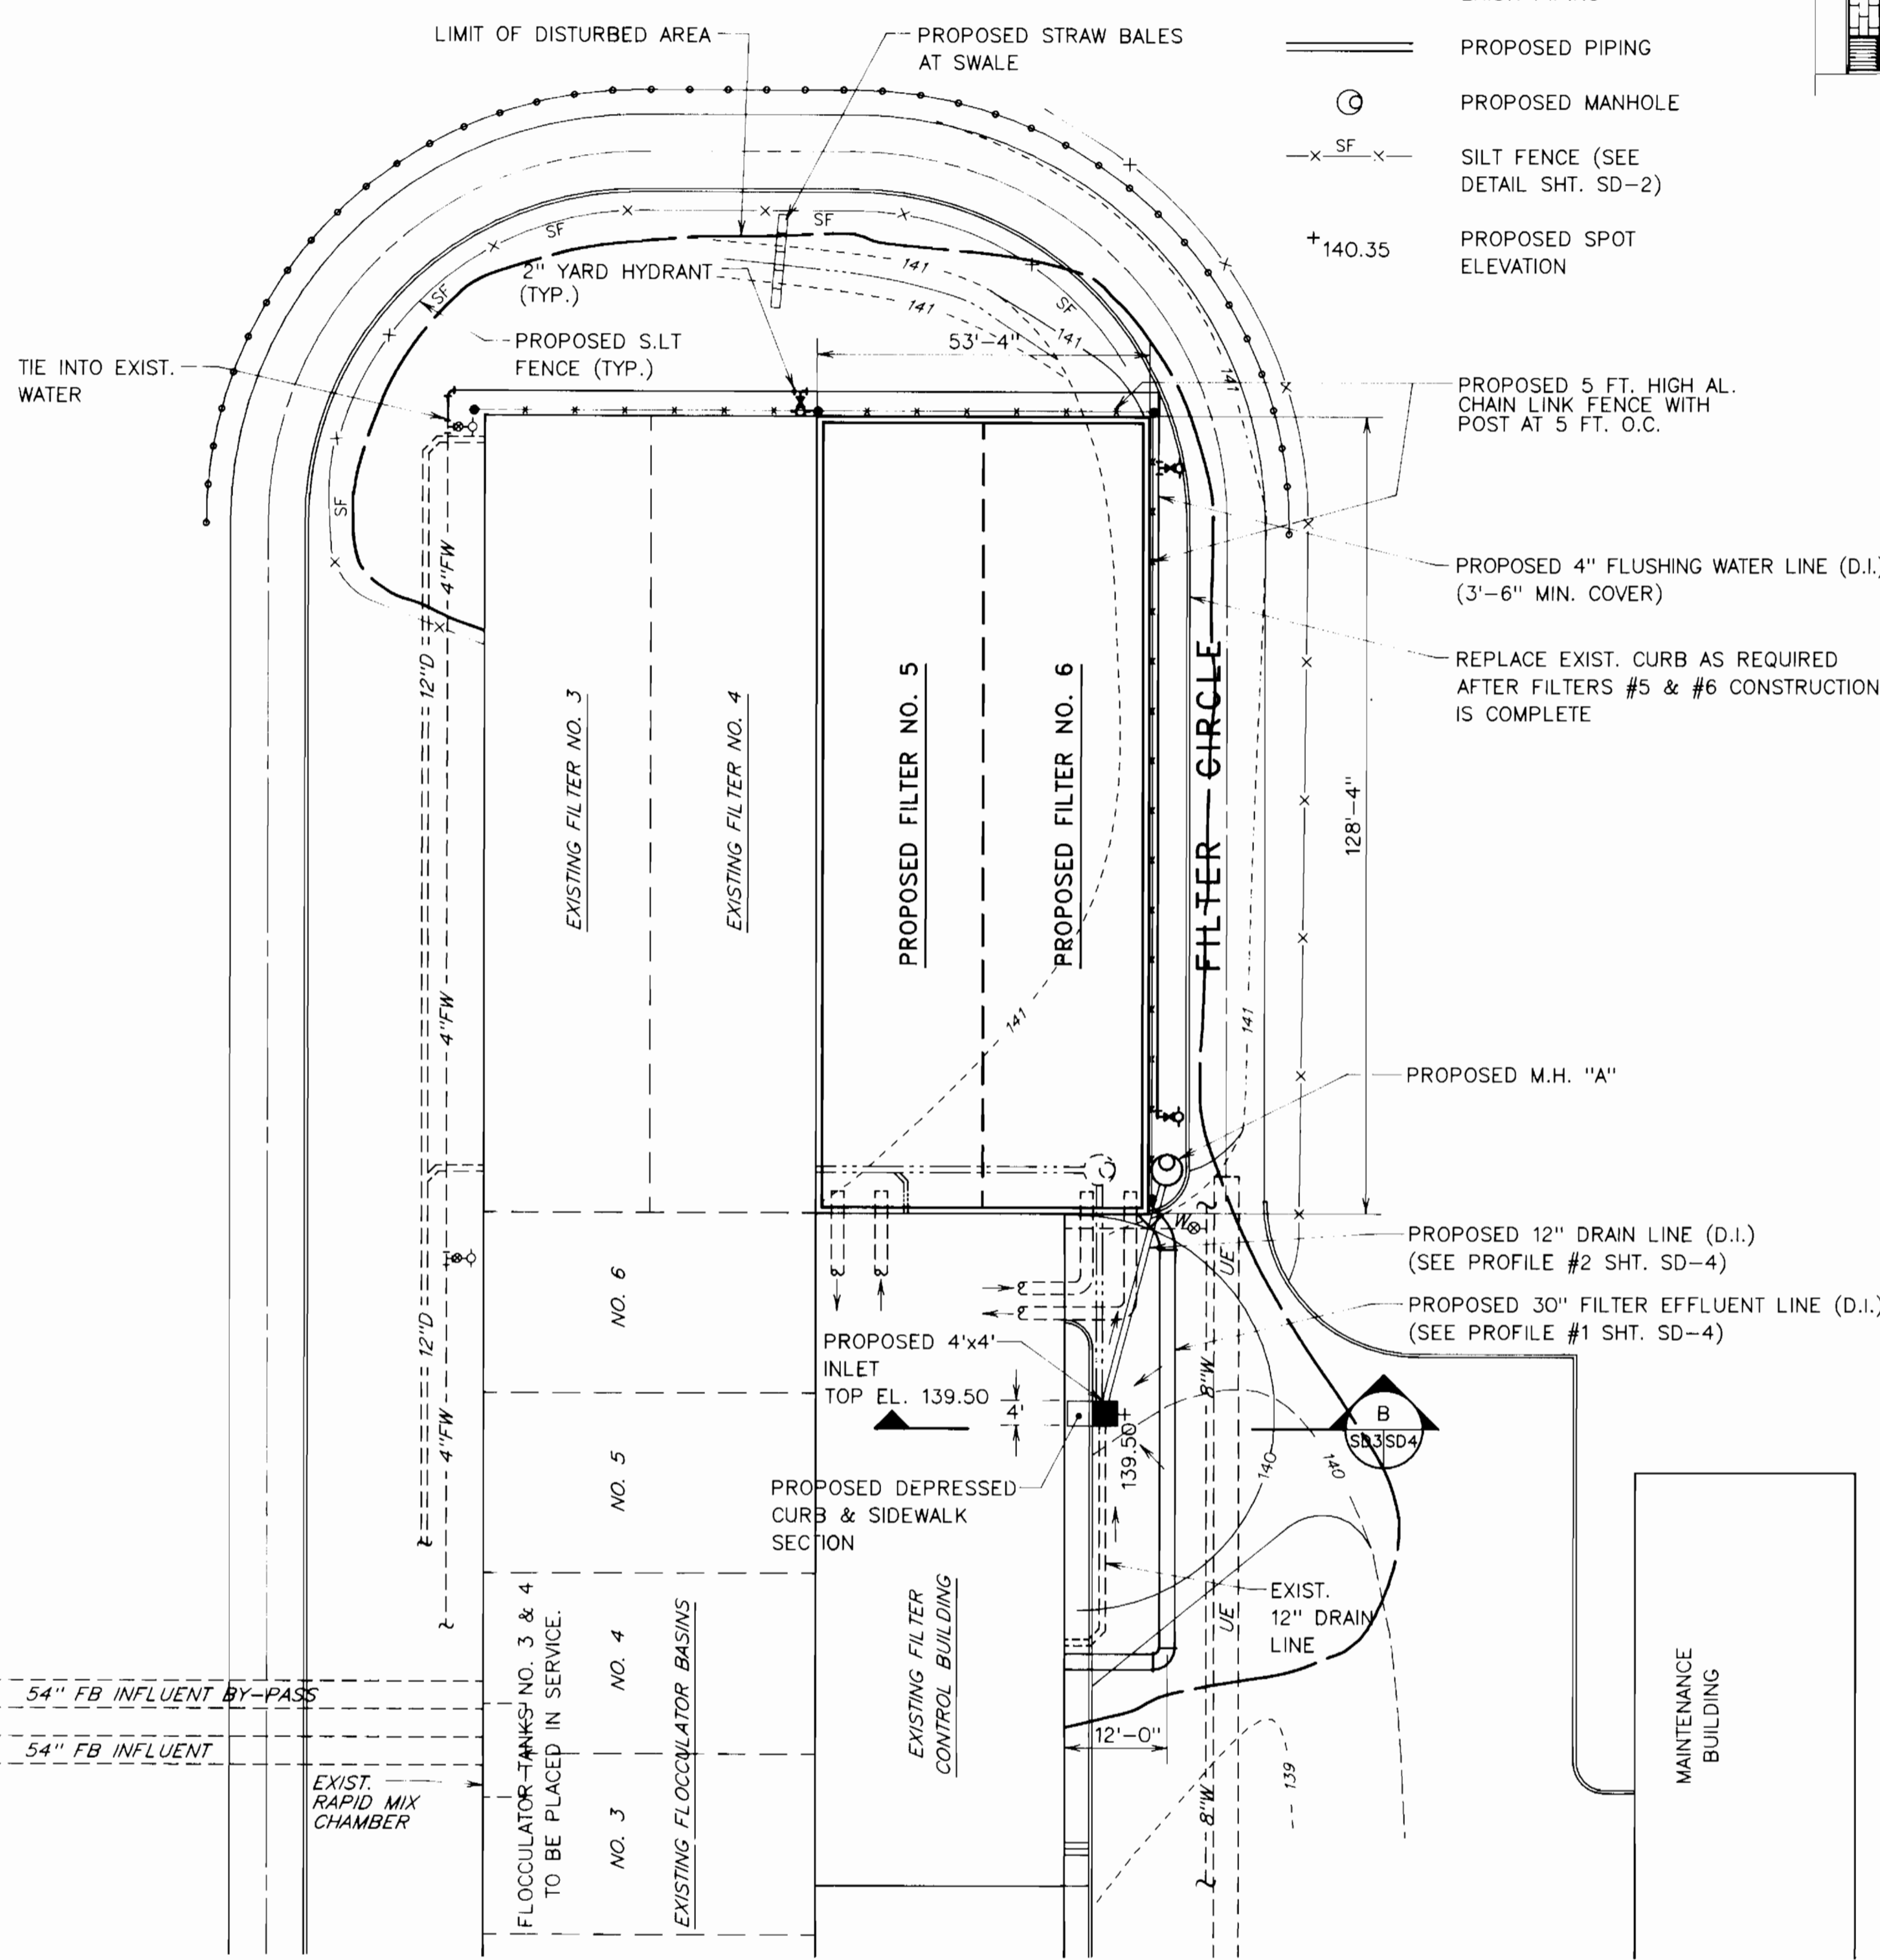 LIMIT OF DISTURBED AREA
PROPOSED STRAW BALES
AT SWALE
PROPOSED PIPING
PROPOSED MANHOLE
SF
SILT FENCE (SEE
DETAIL SHT. SD-2)
+140.35
PROPOSED SPOT
ELEVATION
SF
SF
SF
SF
SF
141
141
141
141
2" YARD HYDRANT
(TYP.)
PROPOSED S.LT
FENCE (TYP.)
53'-4"
TIE INTO EXIST.
WATER
PROPOSED 5 FT. HIGH AL.
CHAIN LINK FENCE WITH
POST AT 5 FT. O.C.
PROPOSED 4" FLUSHING WATER LINE (D.I.)
(3'-6" MIN. COVER)
REPLACE EXIST. CURB AS REQUIRED
AFTER FILTERS #5 & #6 CONSTRUCTION
IS COMPLETE
4"FW
12"D
EXISTING FILTER NO. 3
EXISTING FILTER NO. 4
PROPOSED FILTER NO. 5
PROPOSED FILTER NO. 6
FILTER CIRCLE
128'-4"
4"FW
141
141
PROPOSED M.H. "A"
W
UE
PROPOSED 12" DRAIN LINE (D.I.)
(SEE PROFILE #2 SHT. SD-4)
PROPOSED 30" FILTER EFFLUENT LINE (D.I.)
(SEE PROFILE #1 SHT. SD-4)
12"D
4"FW
NO. 6
PROPOSED 4'x4'
INLET
TOP EL. 139.50
4'
8"W
139.50
B
SD3 SD4
140
140
NO. 5
PROPOSED DEPRESSED
CURB & SIDEWALK
SECTION
EXIST.
12" DRAIN
LINE
UE
FLOCCULATOR TANKS NO. 3 & 4
TO BE PLACED IN SERVICE.
NO. 4
EXISTING FLOCCULATOR BASINS
EXISTING FILTER
CONTROL BUILDING
54" FB INFLUENT BY-PASS
54" FB INFLUENT
EXIST.
RAPID MIX
CHAMBER
NO. 3
12'-0"
8"W
139
MAINTENANCE
BUILDING